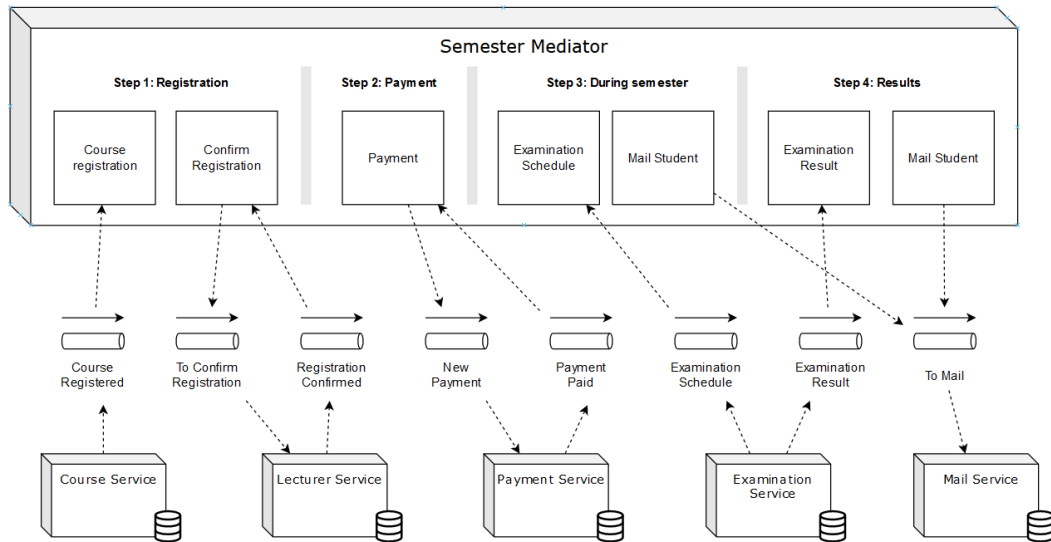 Semester Mediator
Step 1: Registration
Step 2: Payment
Step 3: During semester
Step 4: Results
Course
registration
Confirm
Registration
Payment
Examination
Schedule
Mail Student
Examination
Result
Mail Student
Course
Registered
To Confirm
Registration
Registration
Confirmed
New
Payment
Payment
Paid
Examination
Schedule
Examination
Result
To Mail
Course Service
Lecturer Service
Payment Service
Examination
Service
Mail Service